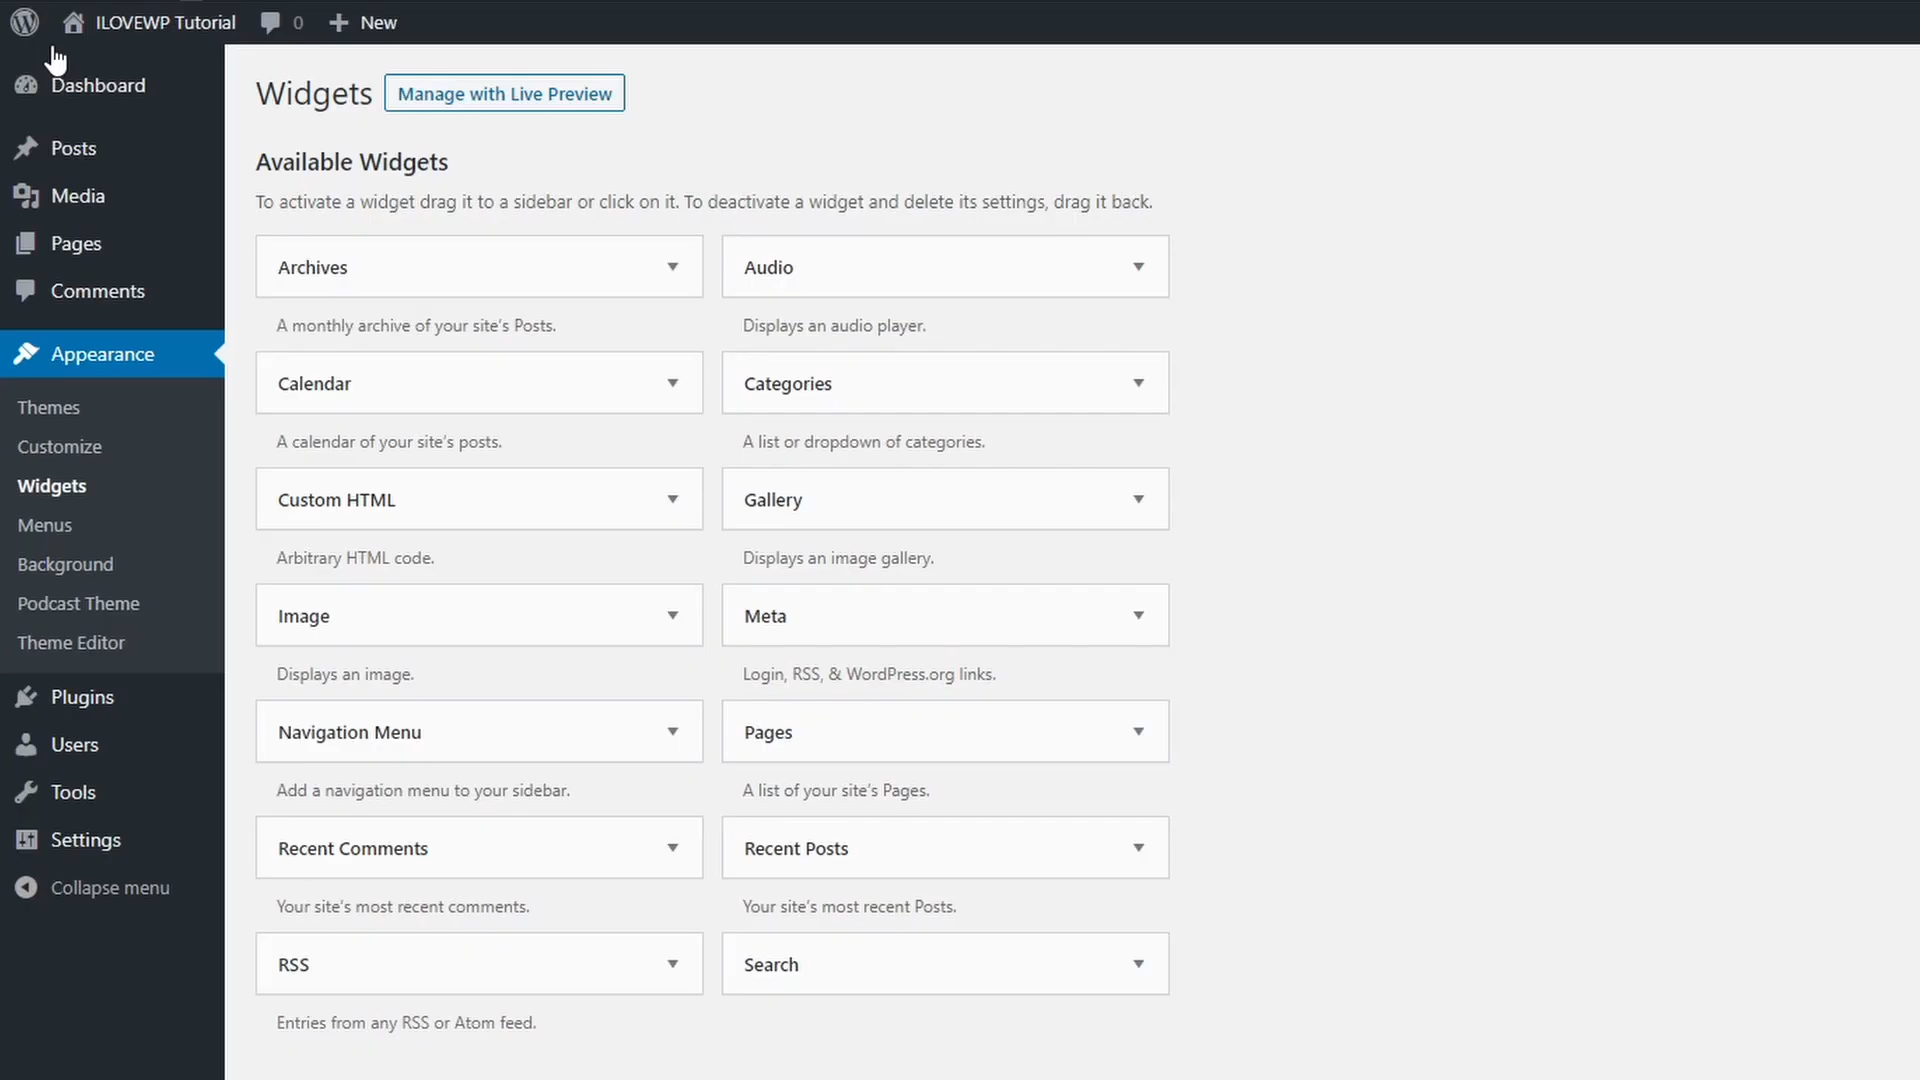 ILOVEWP Tutorial 0 New
Dashboard
Posts
Media
Pages
Comments
Appearance
Themes
Customize
Widgets
Menus
Background
Podcast Theme
Theme Editor
Plugins
Users
Tools
Settings
Collapse menu
Widgets Manage with Live Preview
Available Widgets
To activate a widget drag it to a sidebar or click on it. To deactivate a widget and delete its settings, drag it back.
Archives
A monthly archive of your site's Posts.
Audio
Displays an audio player.
Calendar
A calendar of your site's posts.
Categories
A list or dropdown of categories.
Custom HTML
Arbitrary HTML code.
Gallery
Displays an image gallery.
Image
Displays an image.
Meta
Login, RSS, & WordPress.org links.
Navigation Menu
Add a navigation menu to your sidebar.
Pages
A list of your site's Pages.
Recent Comments
Your site's most recent comments.
Recent Posts
Your site's most recent Posts.
RSS
Entries from any RSS or Atom feed.
Search